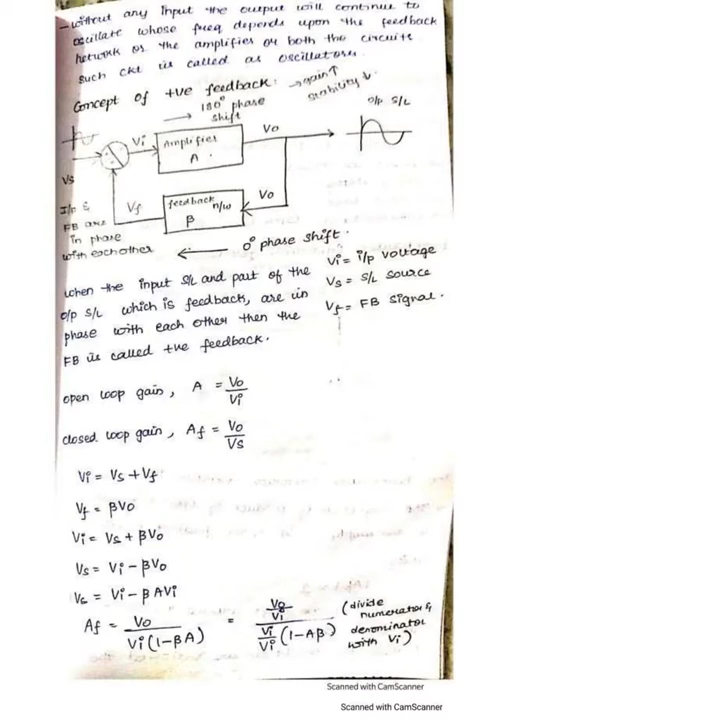 -without any input the output will continue to
oscillate whose freq depends upon the feedback
network or the amplifier or both the circuits
such ckt is called as oscillators.
Concept of +ve feedback: →gain↑
stability↓
180° phase
shift
O/p S/L
Vi
Amplifier
A
Vo
Vs
I/p &
FB are
in phase
with each other
Vf
feedback
n/w
β
Vo
0° phase shift.
when the input S/L and part of the
o/p S/L which is feedback, are in
phase with each other then the
FB is called +ve feedback.
Vi = i/p voltage
Vs = S/L source
Vf = FB signal.
open loop gain, A = Vo/Vi
closed loop gain, Af = Vo/Vs
Vi = Vs + Vf
Vf = βVo
Vi = Vs + βVo
Vs = Vi - βVo
Vs = Vi - βAVi
Af = Vo/Vi(1-βA) = Vo/Vi / Vi/Vi (1-Aβ) (divide
numerator &
denominator
with Vi)
Scanned with CamScanner
Scanned with CamScanner